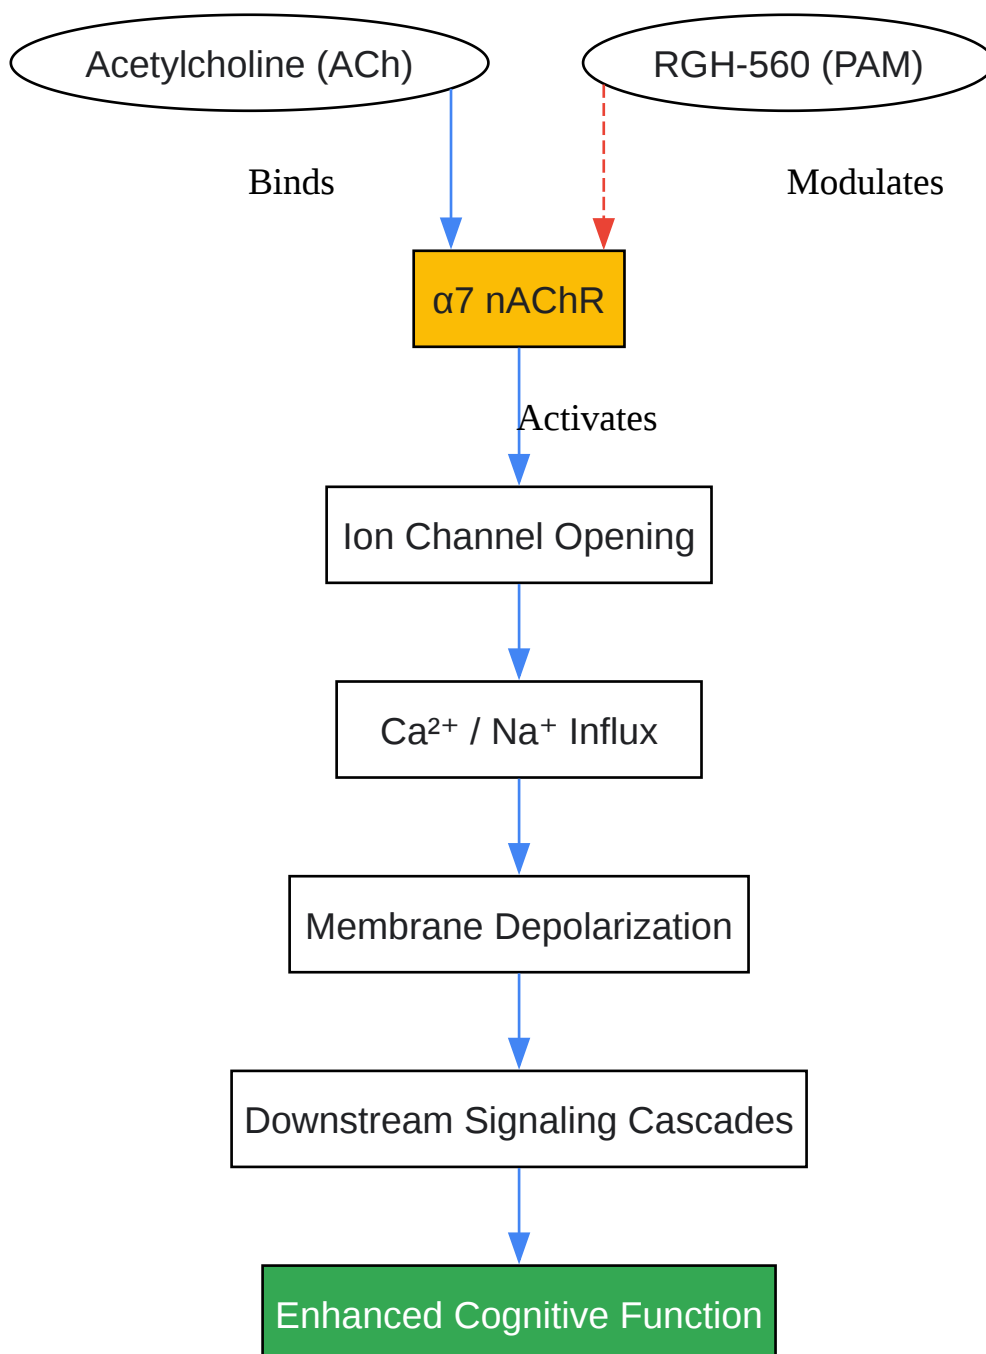 Acetylcholine (ACh)
RGH-560 (PAM)
Binds
Modulates
α7 nAChR
Activates
Ion Channel Opening
Ca²⁺ / Na⁺ Influx
Membrane Depolarization
Downstream Signaling Cascades
Enhanced Cognitive Function